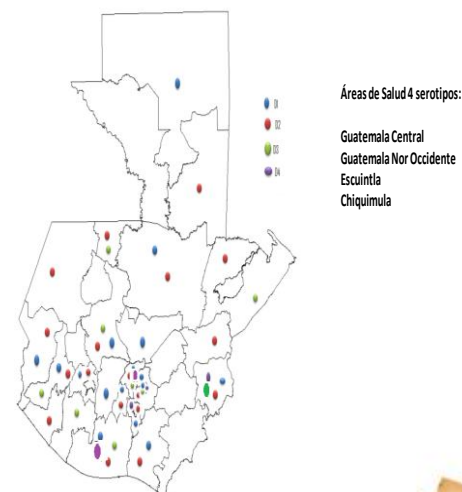 D1
D2
D3
D4
Áreas de Salud 4 serotipos:
Guatemala Central
Guatemala Nor Occidente
Escuintla
Chiquimula